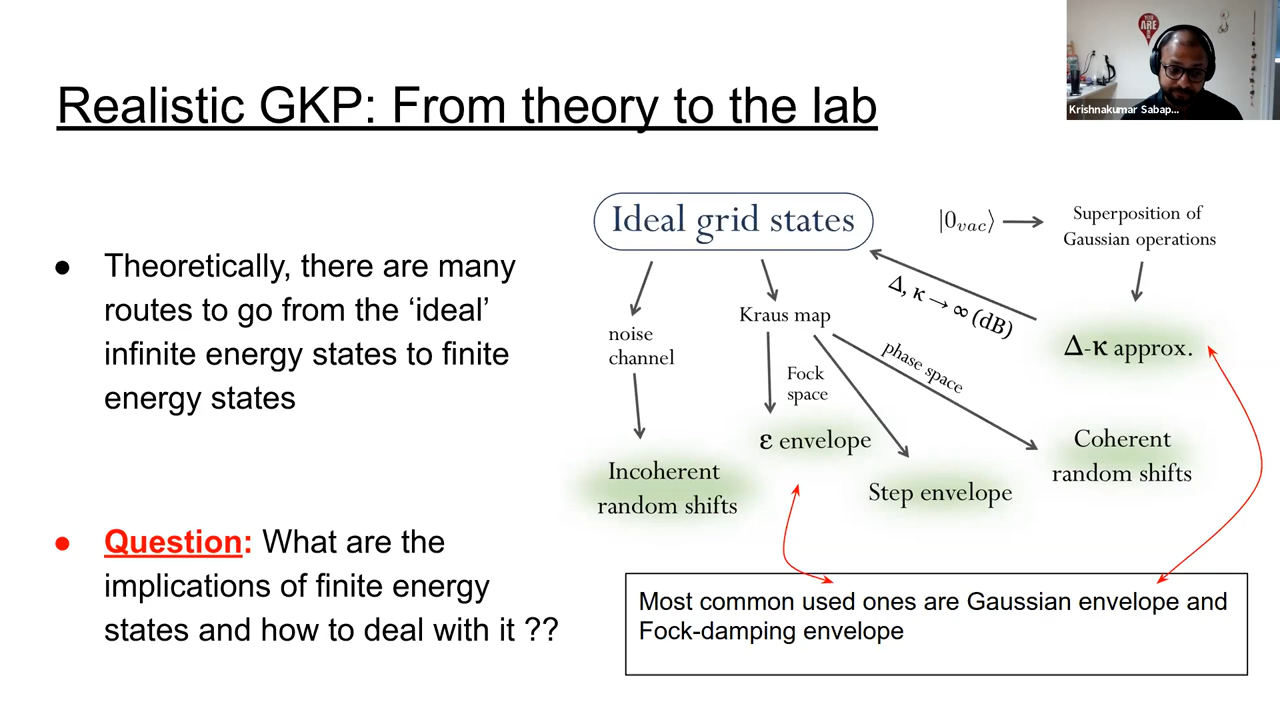 Realistic GKP: From theory to the lab
YOU
ARE
Krishnakumar Sabap...
● Theoretically, there are many
routes to go from the ‘ideal’
infinite energy states to finite
energy states
● Question: What are the
implications of finite energy
states and how to deal with it ??
Ideal grid states
|0vac⟩
Superposition of
Gaussian operations
Δ, κ → ∞ (dB)
noise
channel
Kraus map
Fock
space
phase space
Δ-κ approx.
ε envelope
Coherent
random shifts
Incoherent
random shifts
Step envelope
Most common used ones are Gaussian envelope and
Fock-damping envelope